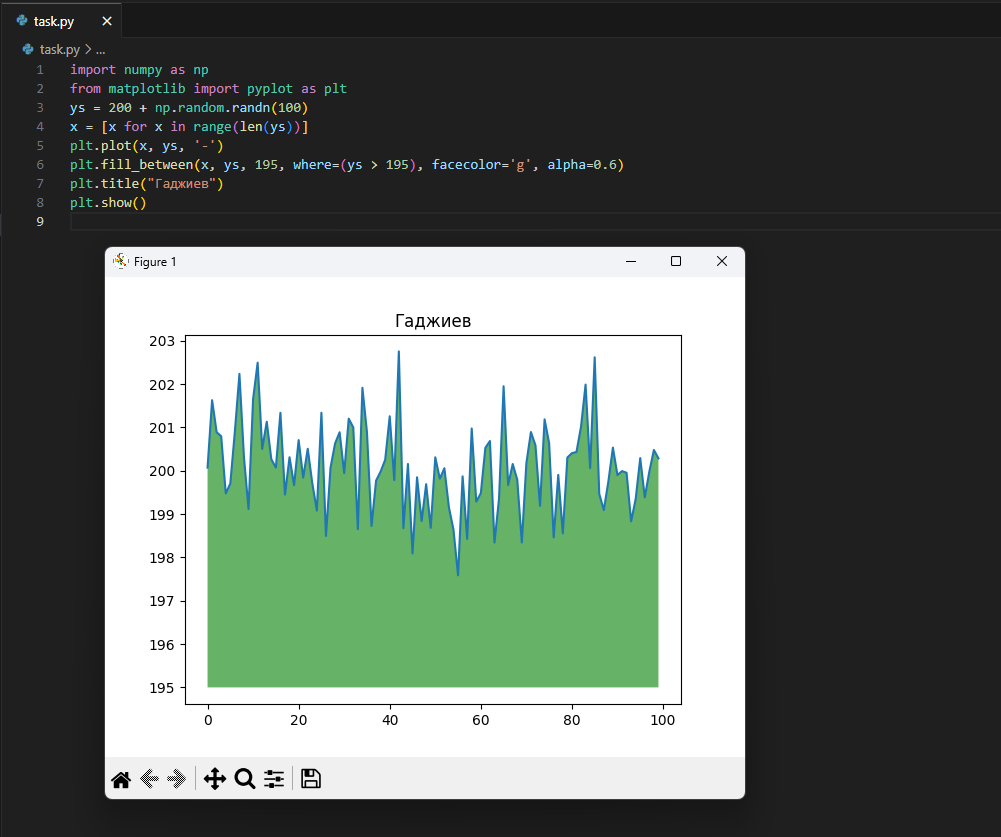 task.py
task.py > ...
1 import numpy as np
2 from matplotlib import pyplot as plt
3 ys = 200 + np.random.randn(100)
4 x = [x for x in range(len(ys))]
5 plt.plot(x, ys, '-')
6 plt.fill_between(x, ys, 195, where=(ys > 195), facecolor='g', alpha=0.6)
7 plt.title("Гаджиев")
8 plt.show()
9
Figure 1
Гаджиев
203
202
201
200
199
198
197
196
195
0 20 40 60 80 100